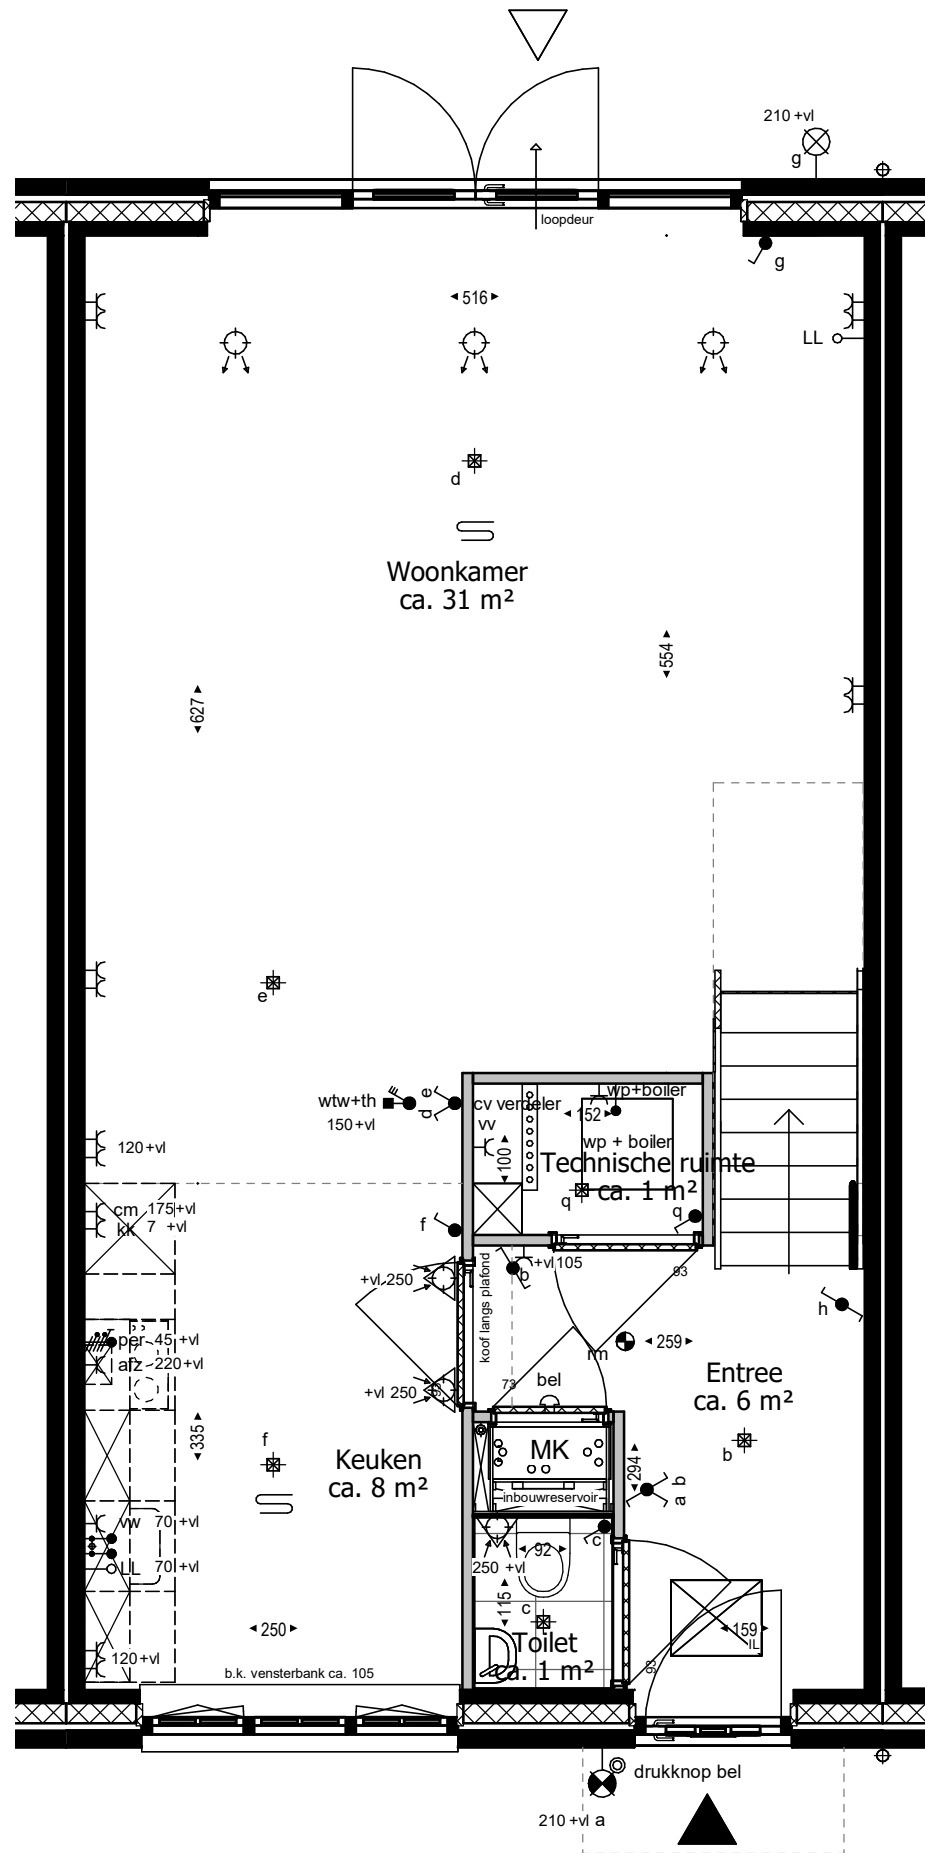 210 +vl
g
loopdeur
g
516
LL
d
Woonkamer
ca. 31 m²
554
627
e
wtw+th
150 +vl
e
d
cv verdeler
vv
wp+boiler
152
100
wp + boiler
Technische ruimte
ca. 1 m²
q
q
120 +vl
cm 175 +vl
kk 7 +vl
f
b
+vl 105
93
koof langs plafond
+vl 250
h
rm
259
per 45 +vl
afz 220 +vl
+vl 250
93
73
bel
Entree
ca. 6 m²
335
f
Keuken
ca. 8 m²
MK
b
294
b
a
inbouwreservoir
vw 70 +vl
LL 70 +vl
c
92
250 +vl
115
c
250
Toilet
ca. 1 m²
159
IL
93
120 +vl
b.k. vensterbank ca. 105
drukknop bel
210 +vl a